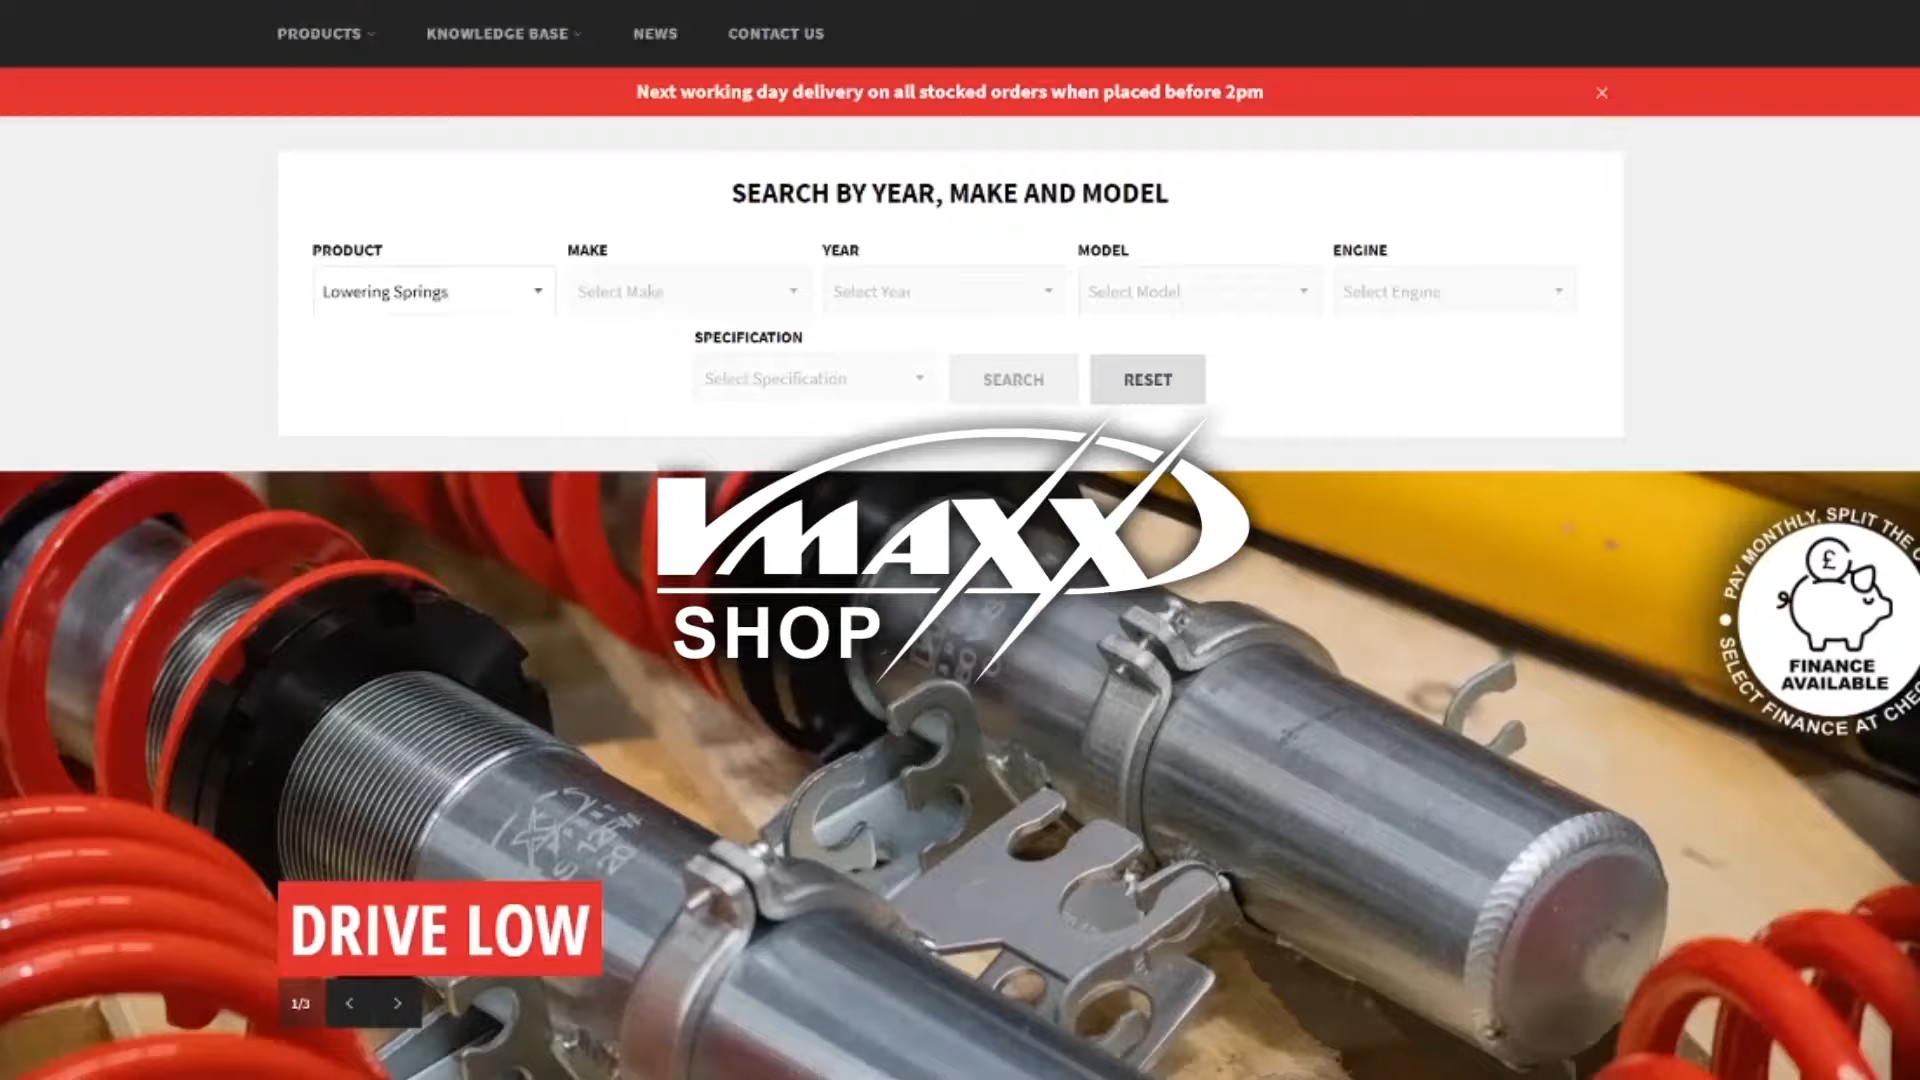 PRODUCTS KNOWLEDGE BASE NEWS CONTACT US
Next working day delivery on all stocked orders when placed before 2pm
SEARCH BY YEAR, MAKE AND MODEL
PRODUCT MAKE YEAR MODEL ENGINE
Lowering Springs Select Make Select Year Select Model Select Engine
SPECIFICATION
Select Specification SEARCH RESET
VMAXX
SHOP
PAY MONTHLY, SPLIT THE
£
FINANCE
AVAILABLE
SELECT FINANCE AT
DRIVE LOW
1/3